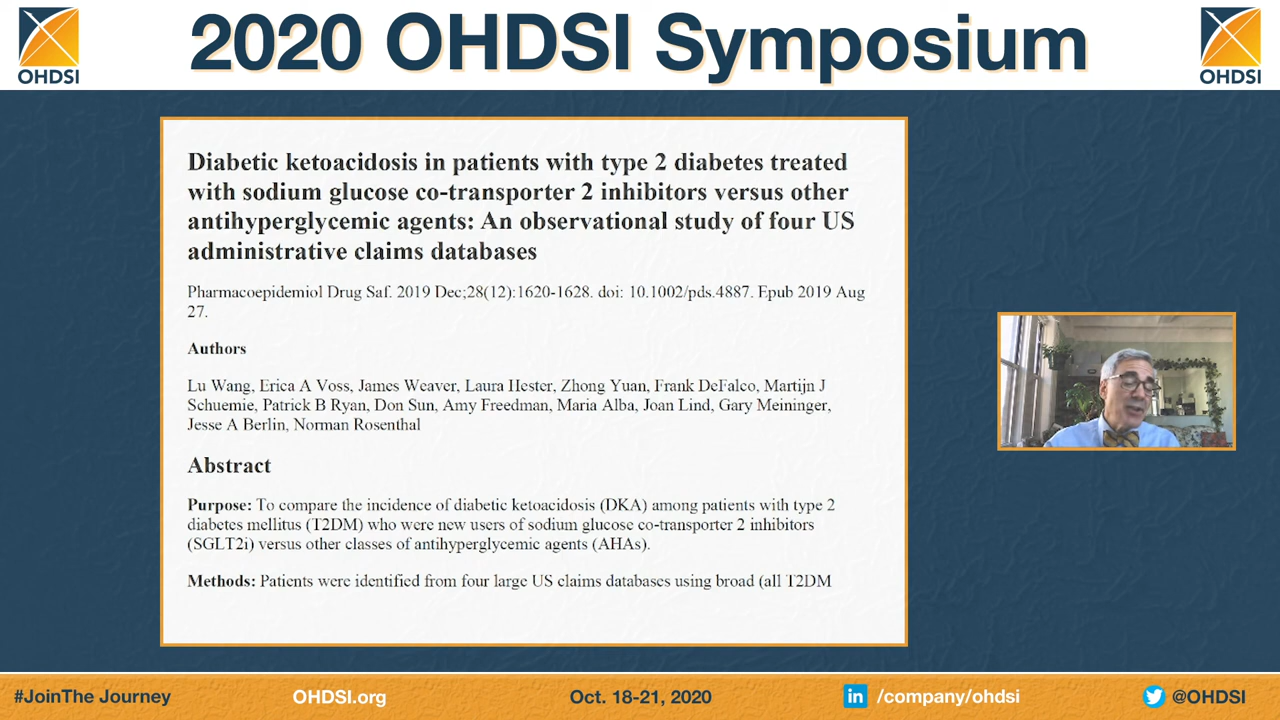 2020 OHDSI Symposium
OHDSI
OHDSI
Diabetic ketoacidosis in patients with type 2 diabetes treated
with sodium glucose co-transporter 2 inhibitors versus other
antihyperglycemic agents: An observational study of four US
administrative claims databases
Pharmacoepidemiol Drug Saf. 2019 Dec;28(12):1620-1628. doi: 10.1002/pds.4887. Epub 2019 Aug
27.
Authors
Lu Wang, Erica A Voss, James Weaver, Laura Hester, Zhong Yuan, Frank DeFalco, Martijn J
Schuemie, Patrick B Ryan, Don Sun, Amy Freedman, Maria Alba, Joan Lind, Gary Meininger,
Jesse A Berlin, Norman Rosenthal
Abstract
Purpose: To compare the incidence of diabetic ketoacidosis (DKA) among patients with type 2
diabetes mellitus (T2DM) who were new users of sodium glucose co-transporter 2 inhibitors
(SGLT2i) versus other classes of antihyperglycemic agents (AHAs).
Methods: Patients were identified from four large US claims databases using broad (all T2DM
#JoinThe Journey
OHDSI.org
Oct. 18-21, 2020
in /company/ohdsi
@OHDSI